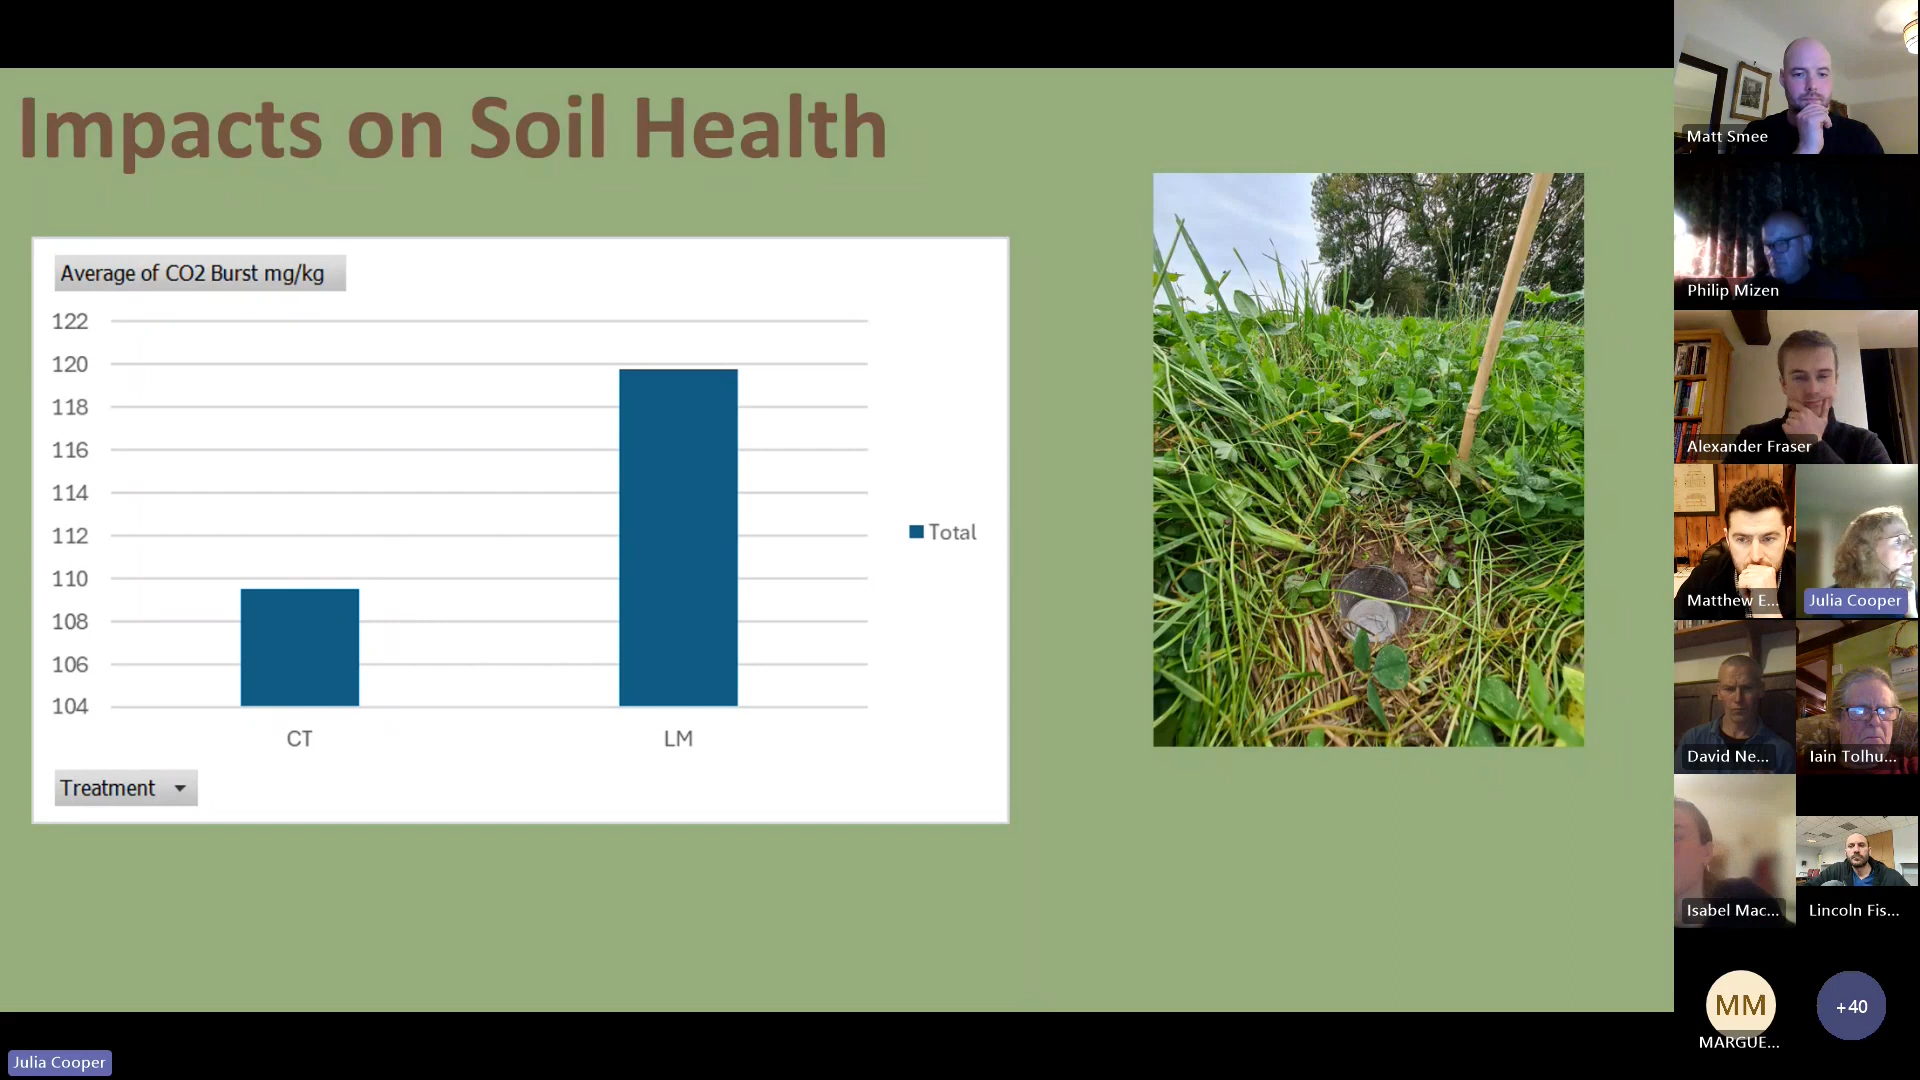 Impacts on Soil Health
Average of CO2 Burst mg/kg
122
120
118
116
114
112
110
108
106
104
CT
LM
Total
Treatment
Matt Smee
Philip Mizen
Alexander Fraser
Matthew E...
Julia Cooper
David Ne...
Iain Tolhu...
Isabel Mac...
Lincoln Fis...
MM
MARGUE...
+40
Julia Cooper